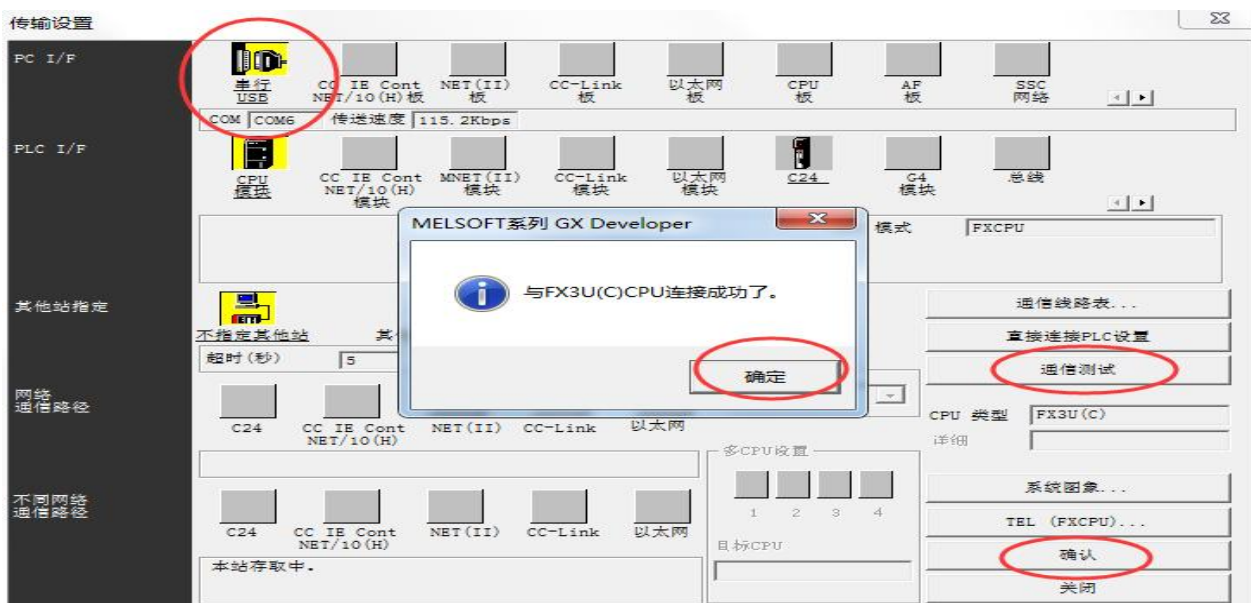 传输设置
PC I/F
串行
USB
CC IE Cont
NET/10(H)板
NET(II)
板
CC-Link
板
以太网
板
CPU
板
AF
板
SSC
网络
COM COM6 传送速度 115.2Kbps
PLC I/F
CPU
模块
CC IE Cont
NET/10(H)
模块
MNET(II)
模块
CC-Link
模块
以太网
模块
C24
G4
模块
总线
模式 FXCPU
MELSOFT系列 GX Developer
与FX3U(C)CPU连接成功了。
确定
其他站指定
不指定其他站
其
超时(秒) 5
通信线路表...
直接连接PLC设置
通信测试
CPU 类型 FX3U(C)
详细
网络
通信路径
C24
CC IE Cont
NET/10(H)
NET(II)
CC-Link
以太网
多CPU设置
1 2 3 4
目标CPU
系统图象...
TEL (FXCPU)...
确认
关闭
不同网络
通信路径
C24
CC IE Cont
NET/10(H)
NET(II)
CC-Link
以太网
本站存取中.